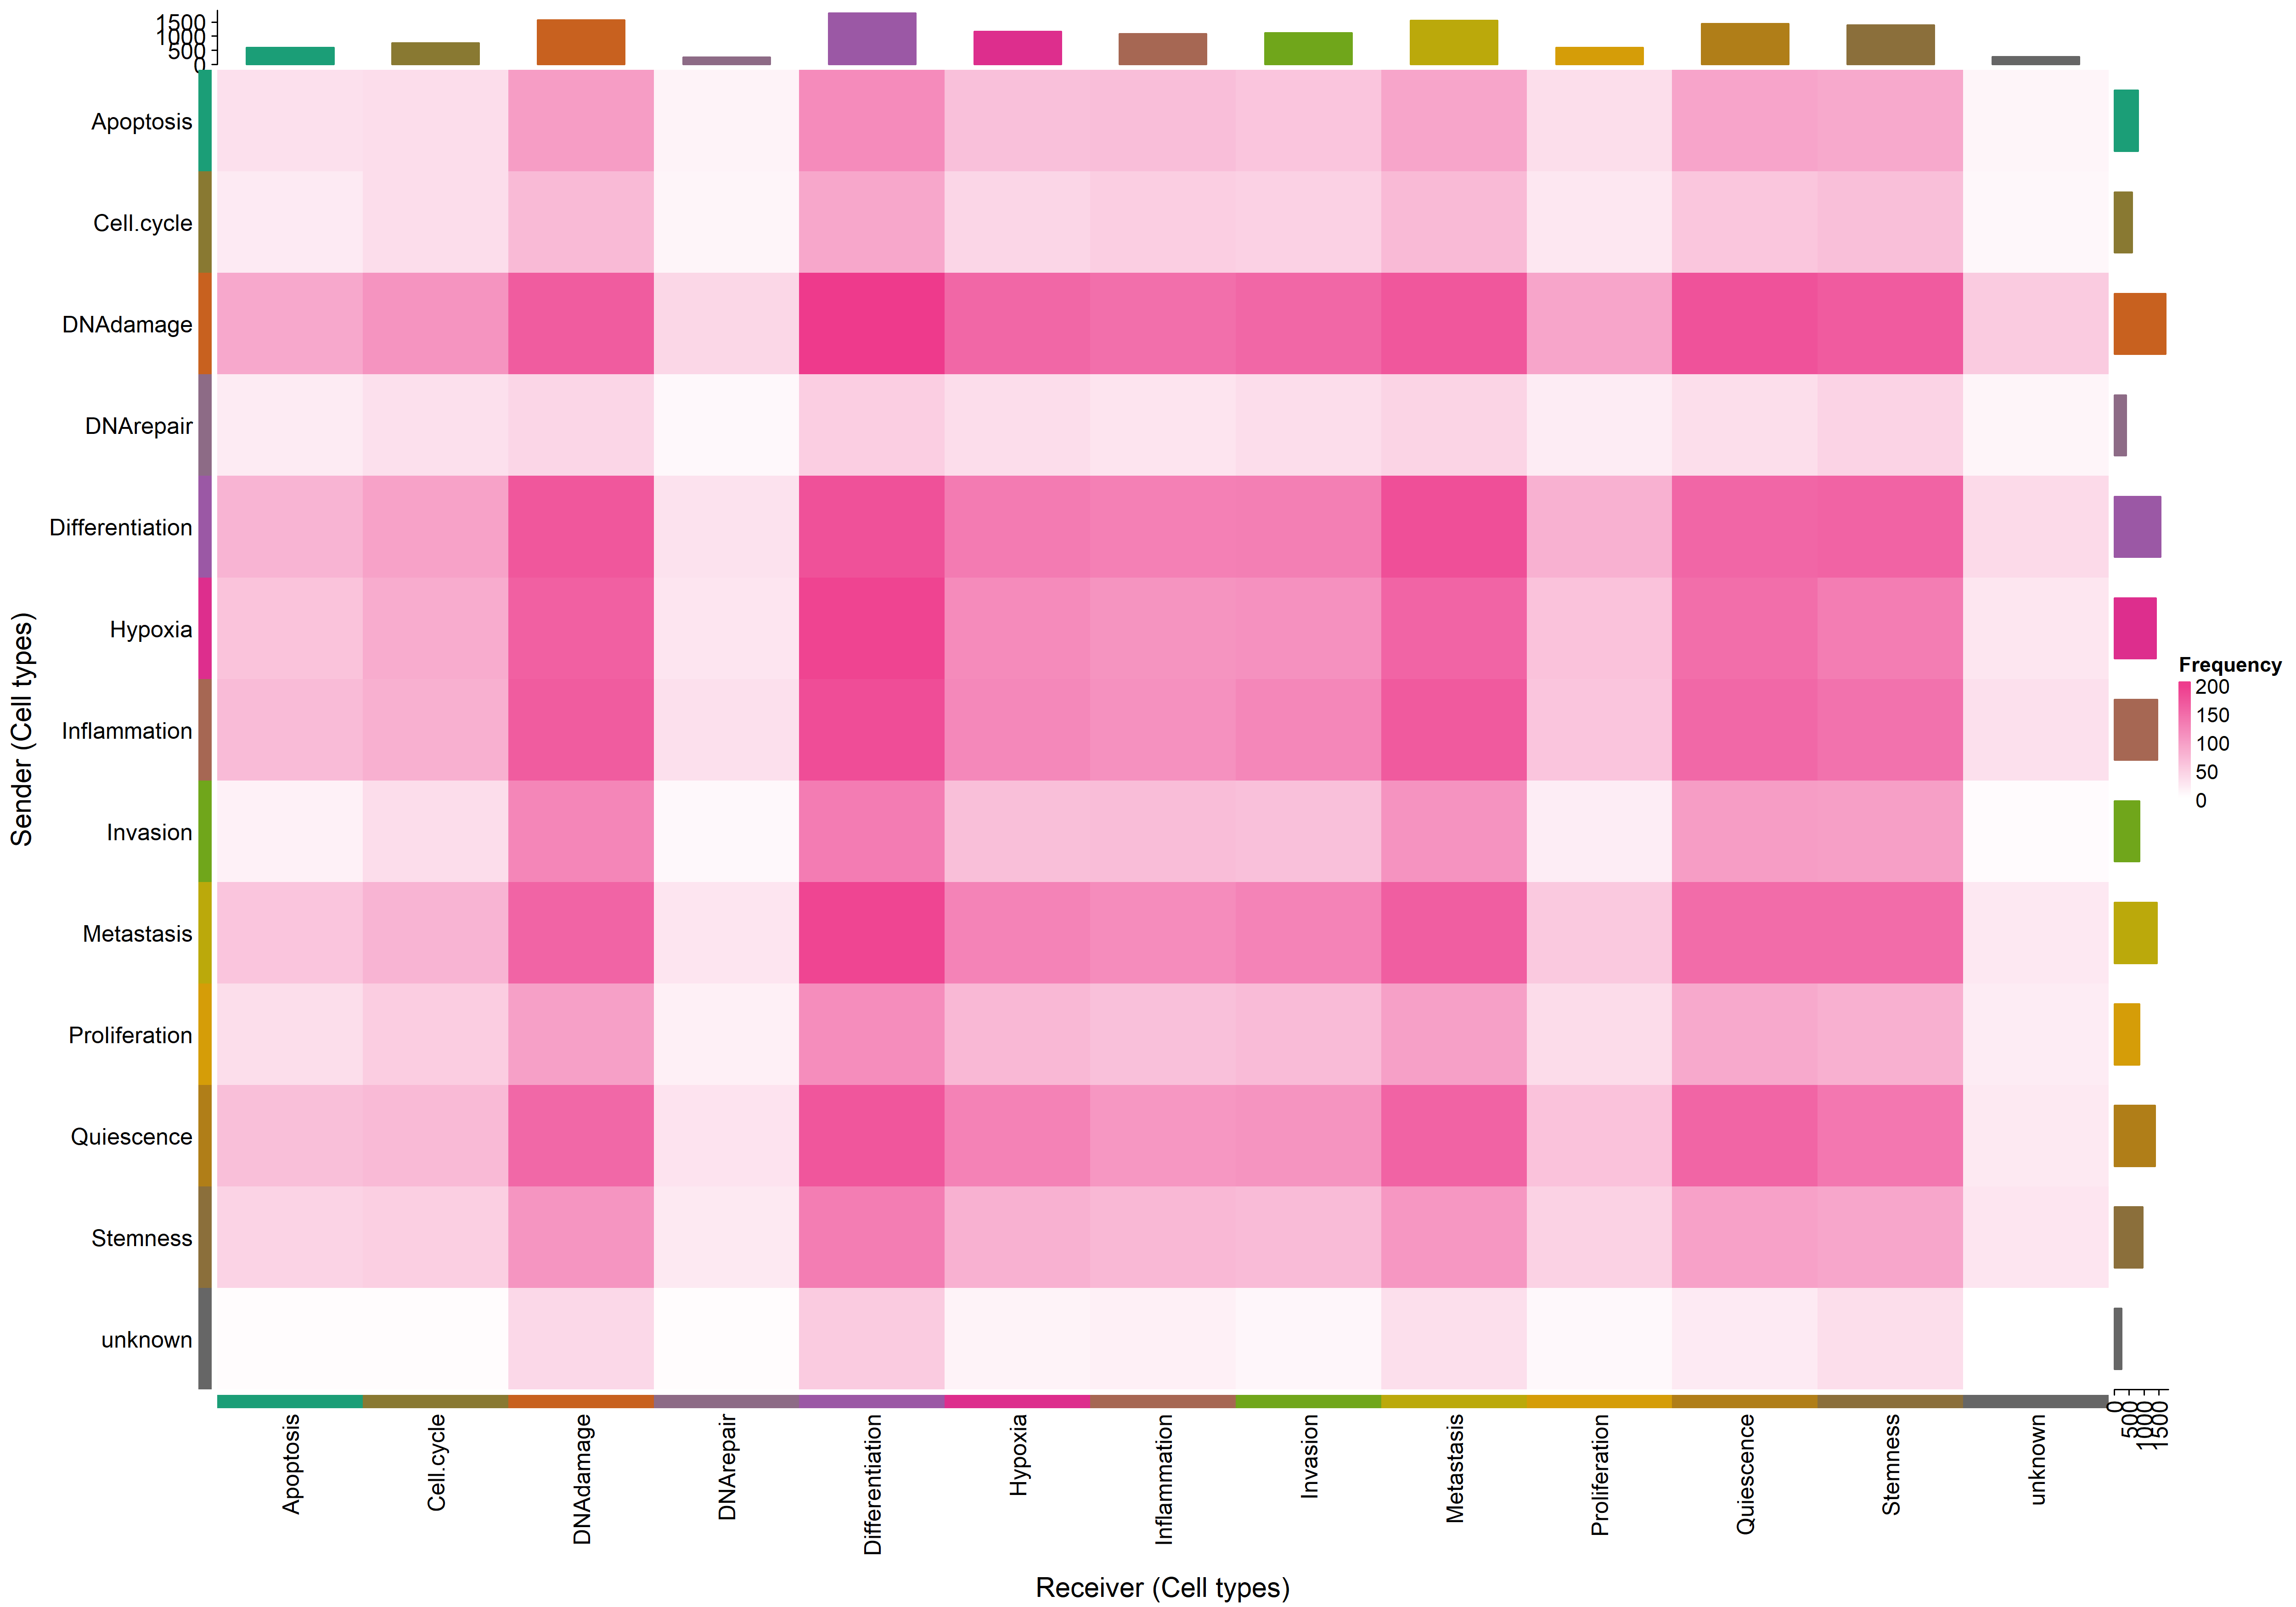 1500
1000
500
0
Apoptosis
Cell.cycle
DNAdamage
DNArepair
Differentiation
Hypoxia
Inflammation
Invasion
Metastasis
Proliferation
Quiescence
Stemness
unknown
Sender (Cell types)
Frequency
200
150
100
50
0
0
500
1000
1500
Apoptosis
Cell.cycle
DNAdamage
DNArepair
Differentiation
Hypoxia
Inflammation
Invasion
Metastasis
Proliferation
Quiescence
Stemness
unknown
Receiver (Cell types)